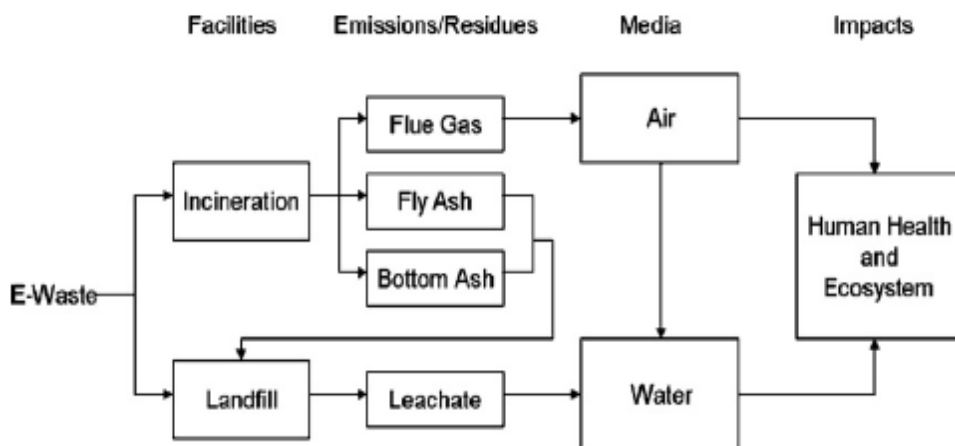 Facilities
Emissions/Residues
Media
Impacts
Flue Gas
Air
Incineration
Fly Ash
Human Health
and
Ecosystem
Bottom Ash
E-Waste
Landfill
Leachate
Water